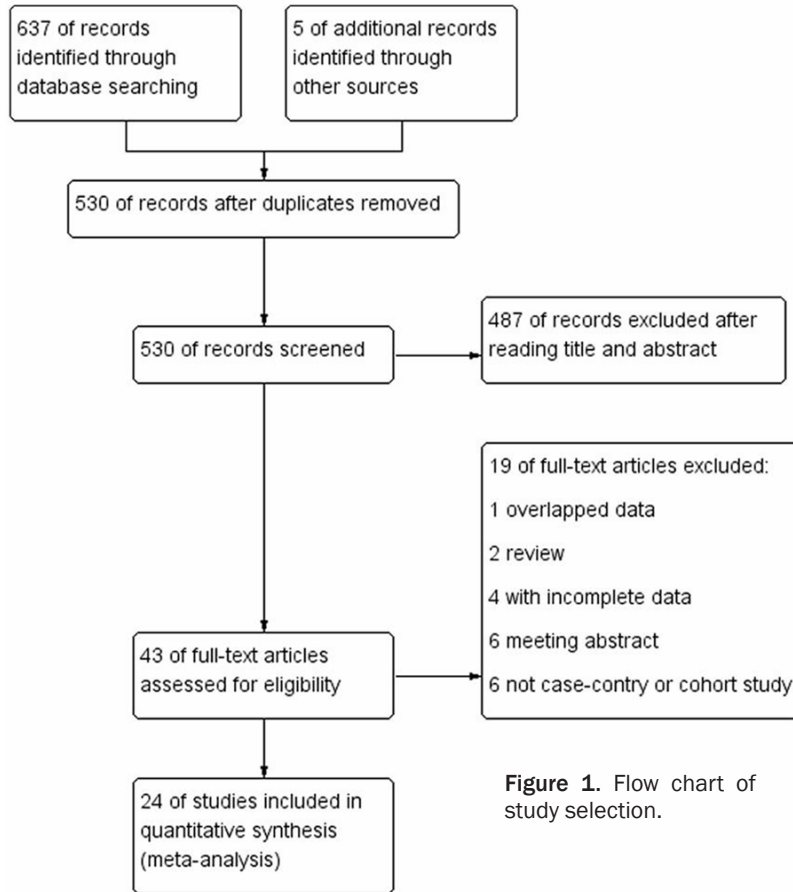 637 of records
identified through
database searching
5 of additional records
identified through
other sources
530 of records after duplicates removed
530 of records screened
487 of records excluded after
reading title and abstract
19 of full-text articles excluded:
1 overlapped data
2 review
4 with incomplete data
6 meeting abstract
6 not case-contry or cohort study
43 of full-text articles
assessed for eligibility
24 of studies included in
quantitative synthesis
(meta-analysis)
Figure 1. Flow chart of
study selection.